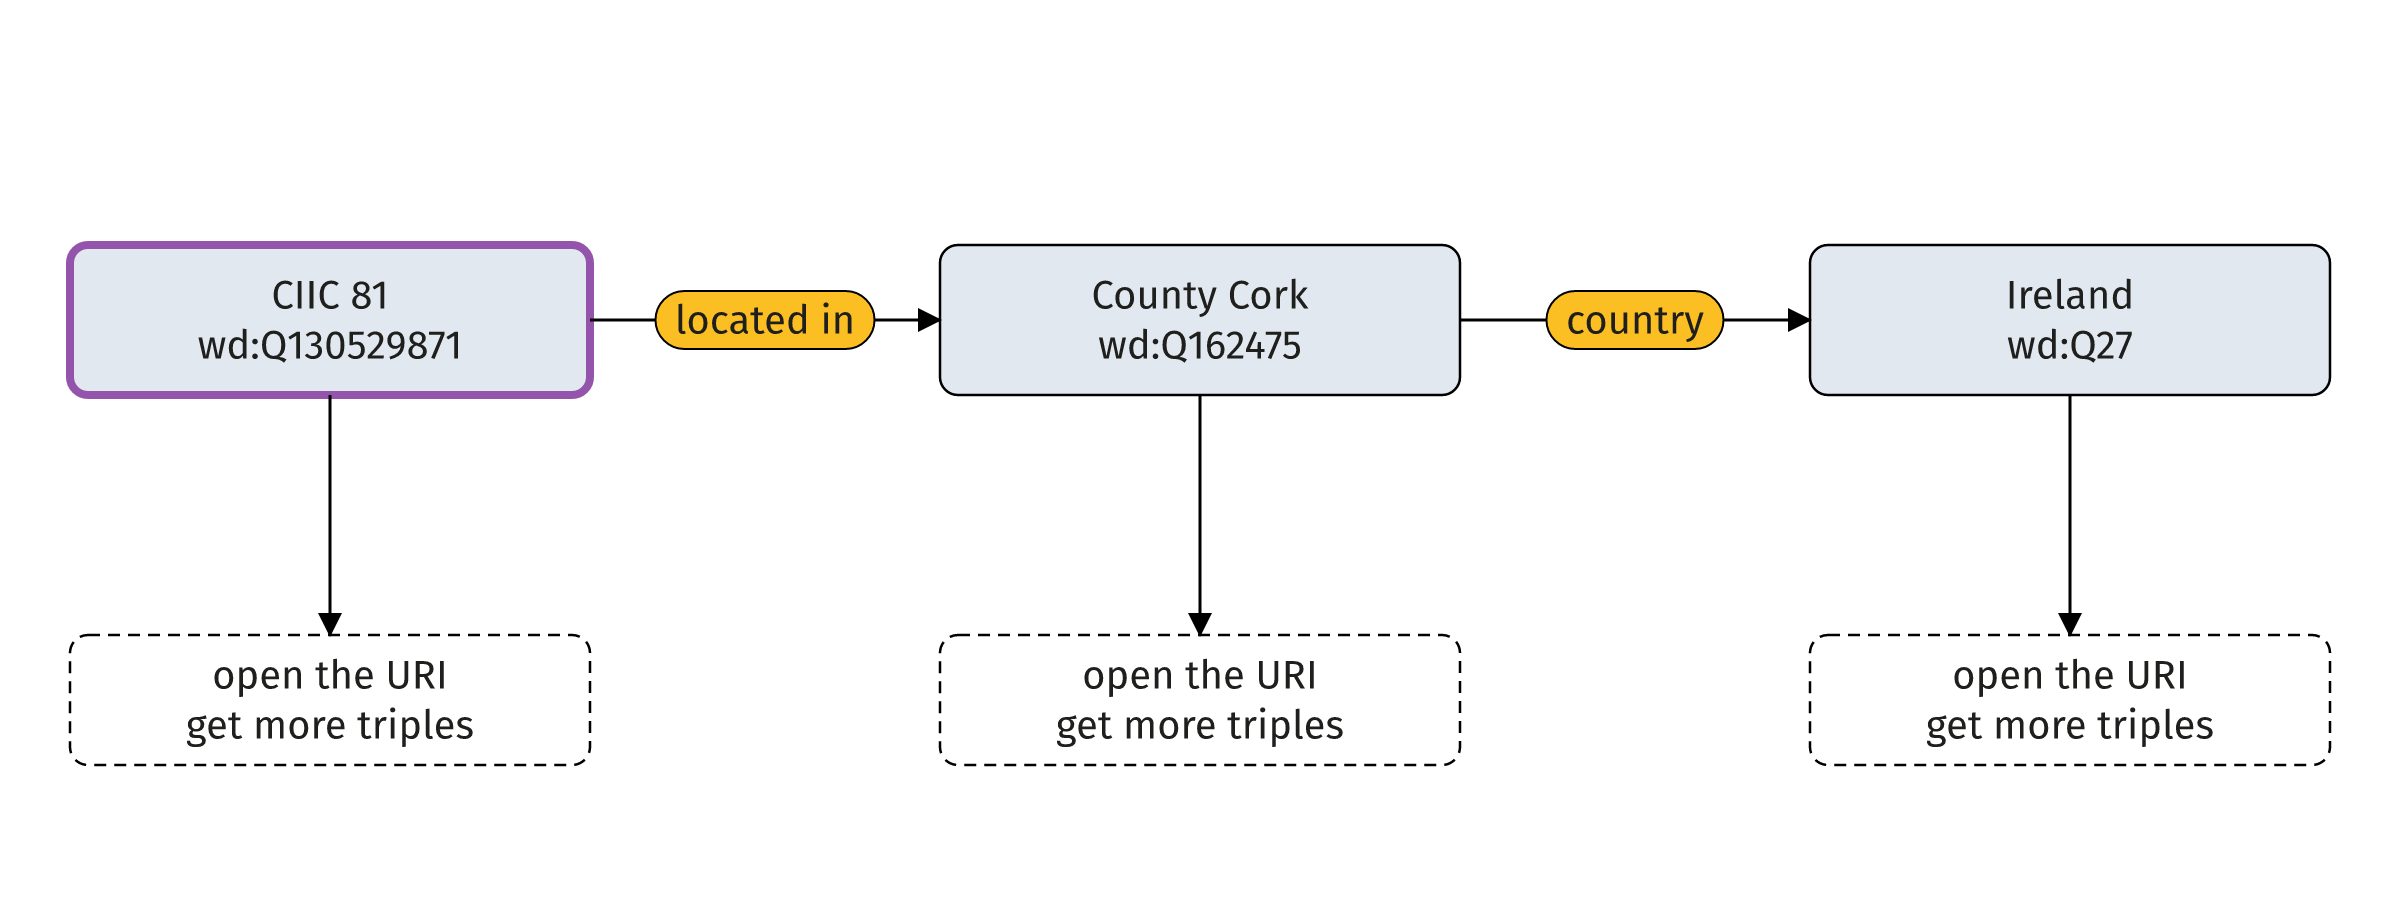 CIIC 81
wd:Q130529871
located in
County Cork
wd:Q162475
country
Ireland
wd:Q27
open the URI
get more triples
open the URI
get more triples
open the URI
get more triples